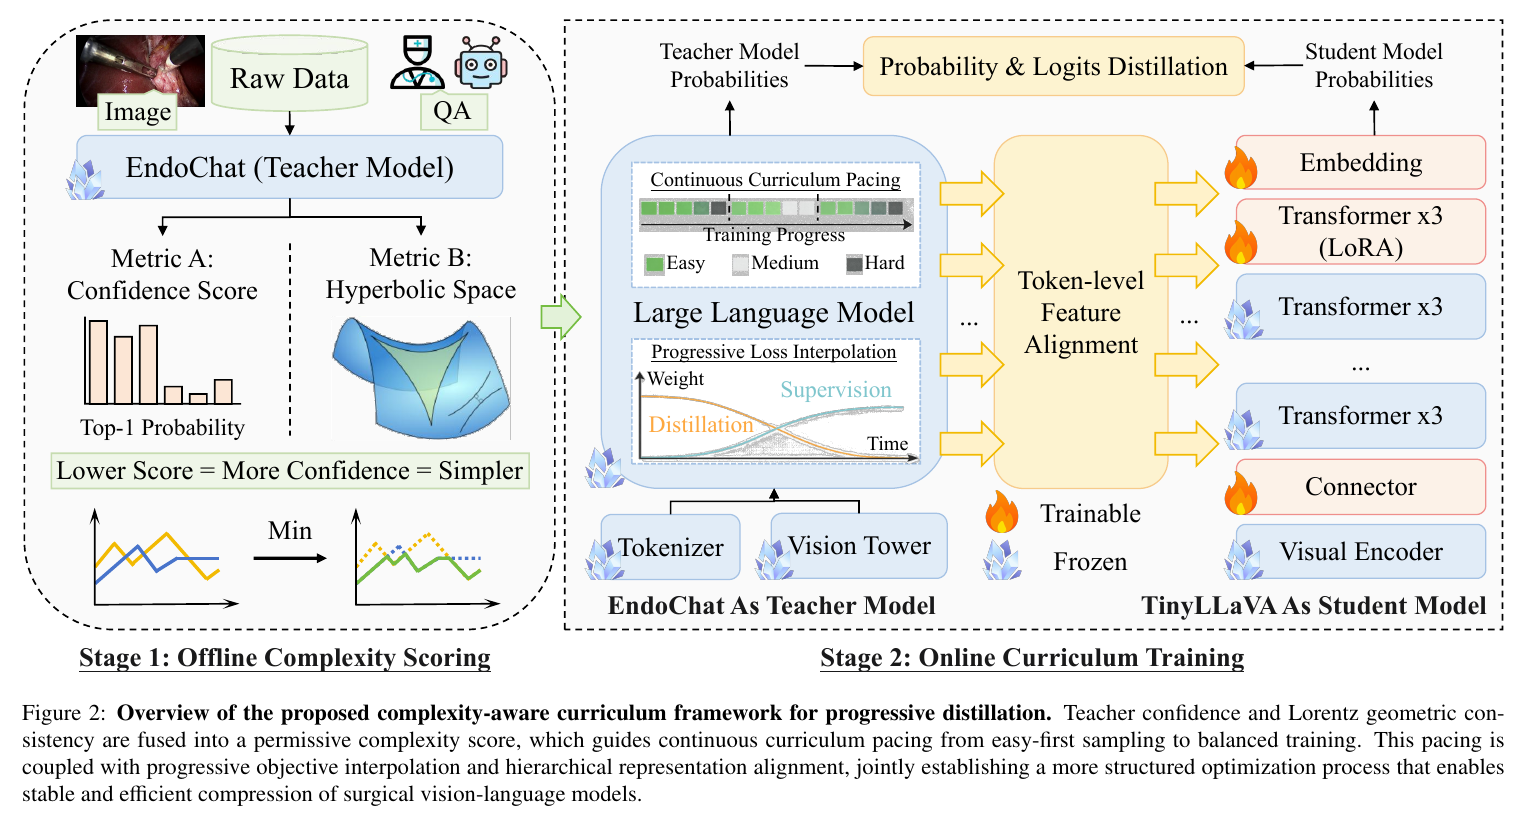 Image
Raw Data
QA
EndoChat (Teacher Model)
Metric A:
Confidence Score
Metric B:
Hyperbolic Space
Top-1 Probability
Lower Score = More Confidence = Simpler
Min
Stage 1: Offline Complexity Scoring
Teacher Model
Probabilities
Probability & Logits Distillation
Student Model
Probabilities
Continuous Curriculum Pacing
Training Progress
Easy
Medium
Hard
Large Language Model
Progressive Loss Interpolation
Weight
Supervision
Distillation
Time
Tokenizer
Vision Tower
EndoChat As Teacher Model
...
Token-level
Feature
Alignment
...
Trainable
Frozen
Embedding
Transformer x3
(LoRA)
Transformer x3
...
Transformer x3
Connector
Visual Encoder
TinyLLaVA As Student Model
Stage 2: Online Curriculum Training
Figure 2: Overview of the proposed complexity-aware curriculum framework for progressive distillation. Teacher confidence and Lorentz geometric con-
sistency are fused into a permissive complexity score, which guides continuous curriculum pacing from easy-first sampling to balanced training. This pacing is
coupled with progressive objective interpolation and hierarchical representation alignment, jointly establishing a more structured optimization process that enables
stable and efficient compression of surgical vision-language models.